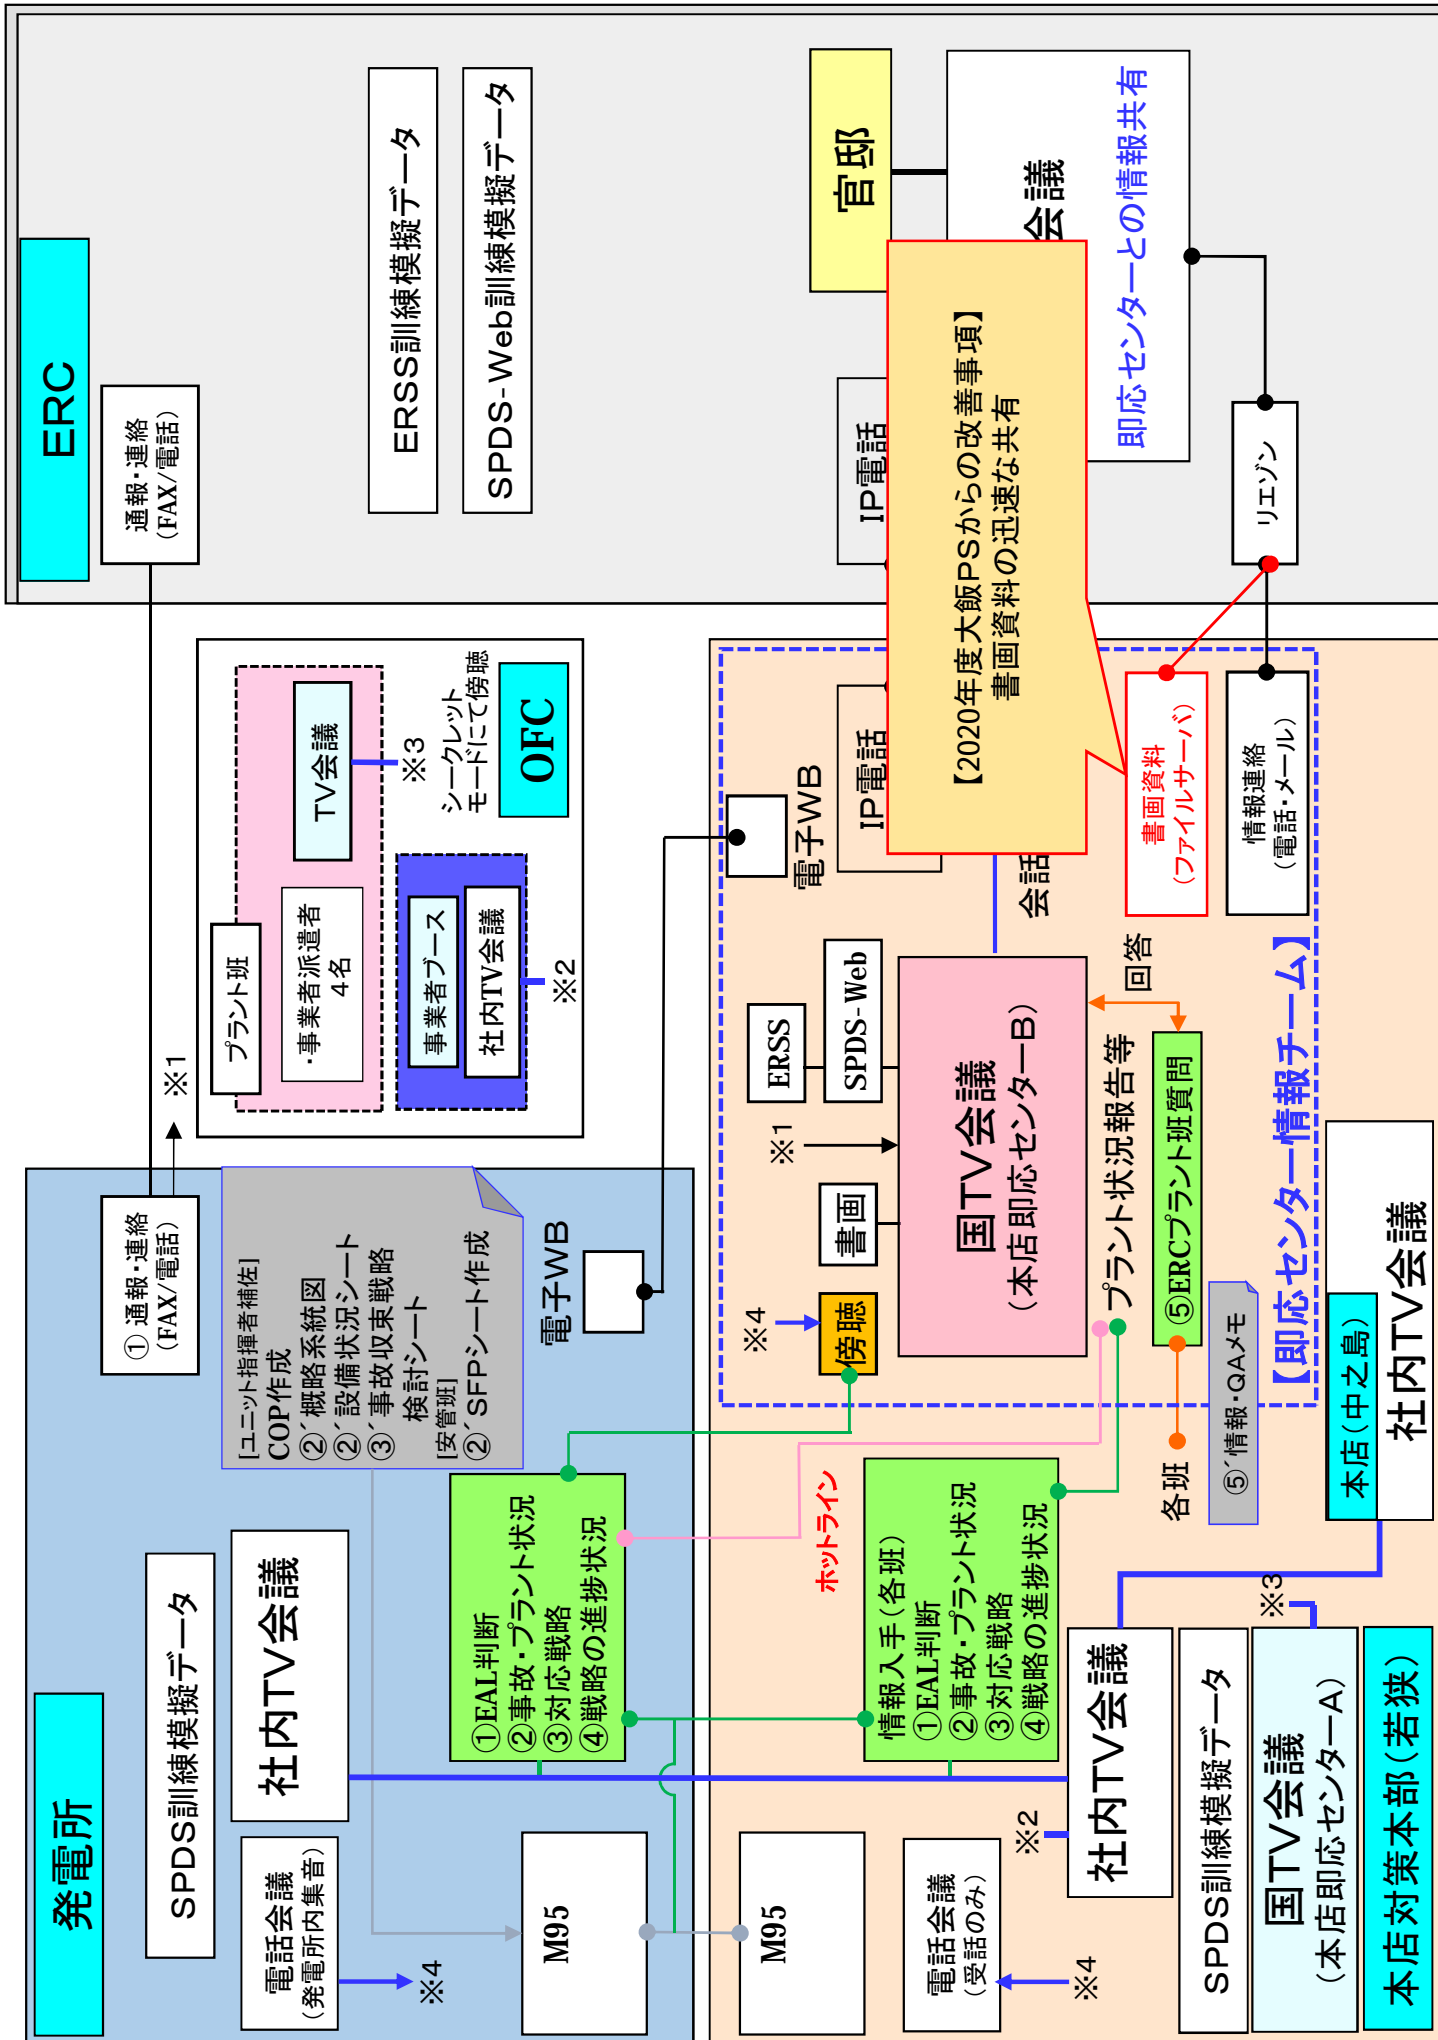 発電所
SPDS訓練模擬データ
電話会議
（発電所内集音）
※4
社内TV会議
①通報・連絡
（FAX/電話）
※1
[ユニット指揮者補佐]
COP作成
②´概略系統図
②´設備状況シート
③´事故収束戦略
検討シート
[安管班]
②´SFPシート作成
電子WB
①EAL判断
②事故・プラント状況
③対応戦略
④戦略の進捗状況
M95
プラント班
・事業者派遣者
4名
TV会議
※3
シークレット
モードにて傍聴
OFC
事業者ブース
社内TV会議
※2
ERC
通報・連絡
（FAX/電話）
ERSS訓練模擬データ
SPDS-Web訓練模擬データ
官邸
IP電話
会議
即応センターとの情報共有
リエゾン
M95
電話会議
（受話のみ）
※4
※2
社内TV会議
SPDS訓練模擬データ
国TV会議
（本店即応センターA）
※3
本店対策本部（若狭）
ホットライン
情報入手（各班）
①EAL判断
②事故・プラント状況
③対応戦略
④戦略の進捗状況
※4
傍聴
書画
※1
ERSS
SPDS-Web
国TV会議
（本店即応センターB）
電子WB
IP電話
会話
【2020年度大飯PSからの改善事項】
書画資料の迅速な共有
書画資料
（ファイルサーバ）
情報連絡
（電話・メール）
プラント状況報告等
回答
⑤ERCプラント班質問
各班
⑤´情報・QAメモ
【即応センター情報チーム】
本店（中之島）
社内TV会議